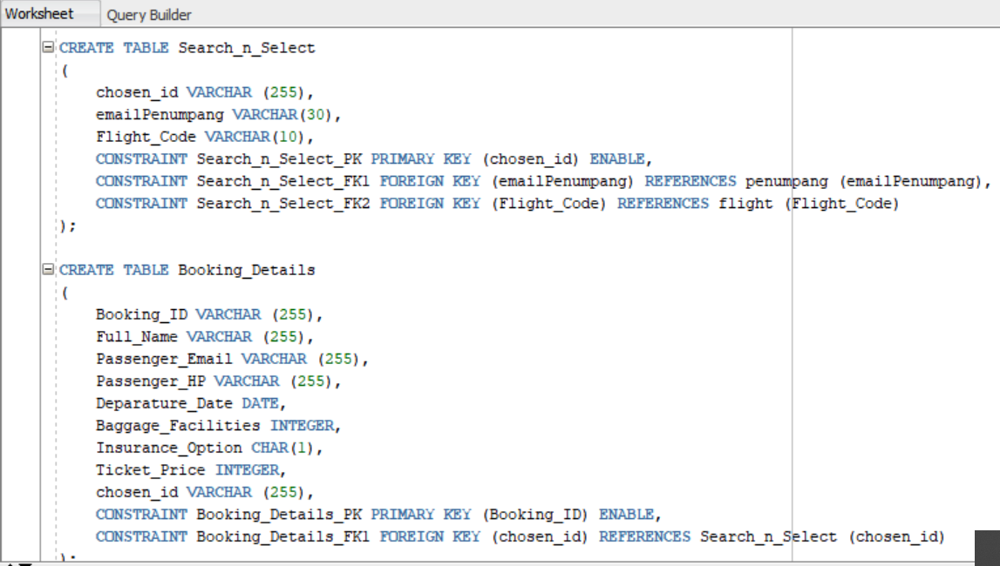 Worksheet Query Builder
CREATE TABLE Search_n_Select
(
chosen_id VARCHAR (255),
emailPenumpang VARCHAR(30),
Flight_Code VARCHAR(10),
CONSTRAINT Search_n_Select_PK PRIMARY KEY (chosen_id) ENABLE,
CONSTRAINT Search_n_Select_FK1 FOREIGN KEY (emailPenumpang) REFERENCES penumpang (emailPenumpang),
CONSTRAINT Search_n_Select_FK2 FOREIGN KEY (Flight_Code) REFERENCES flight (Flight_Code)
);
CREATE TABLE Booking_Details
(
Booking_ID VARCHAR (255),
Full_Name VARCHAR (255),
Passenger_Email VARCHAR (255),
Passenger_HP VARCHAR (255),
Deparature_Date DATE,
Baggage_Facilities INTEGER,
Insurance_Option CHAR(1),
Ticket_Price INTEGER,
chosen_id VARCHAR (255),
CONSTRAINT Booking_Details_PK PRIMARY KEY (Booking_ID) ENABLE,
CONSTRAINT Booking_Details_FK1 FOREIGN KEY (chosen_id) REFERENCES Search_n_Select (chosen_id)
);